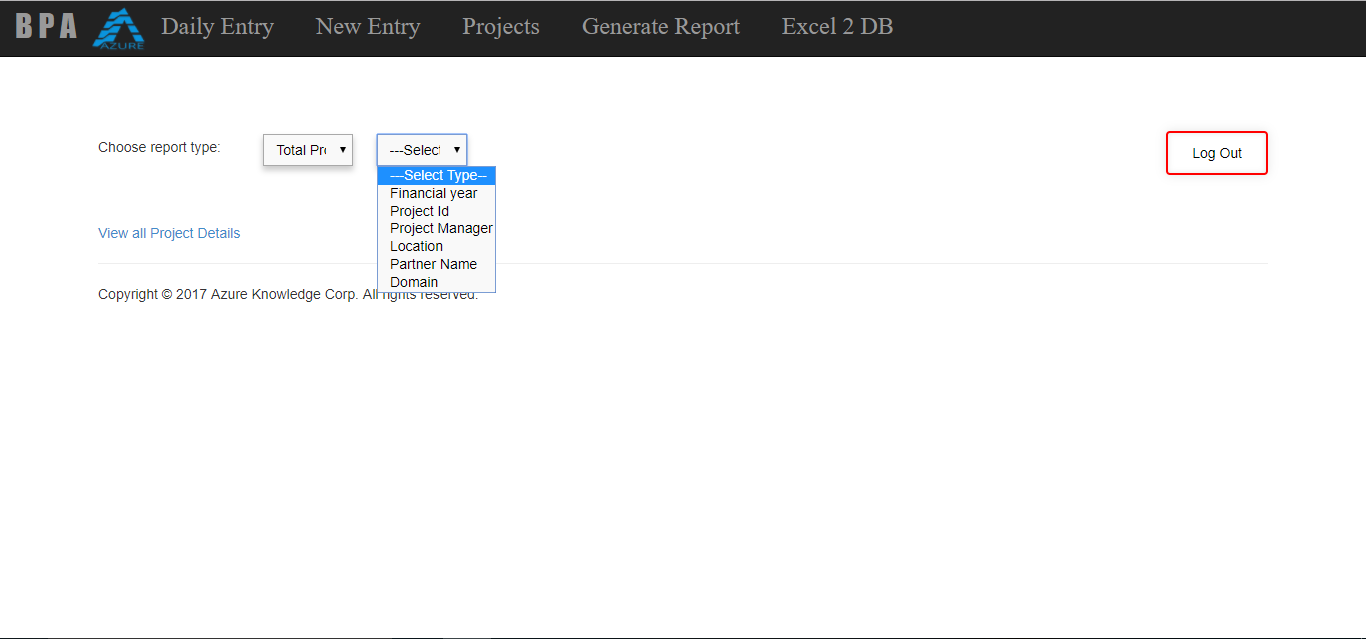 BPA AZURE Daily Entry New Entry Projects Generate Report Excel 2 DB
Choose report type: Total Pro ---Select Log Out
---Select Type--
Financial year
Project Id
Project Manager
View all Project Details
Location
Partner Name
Domain
Copyright © 2017 Azure Knowledge Corp. All rights reserved.